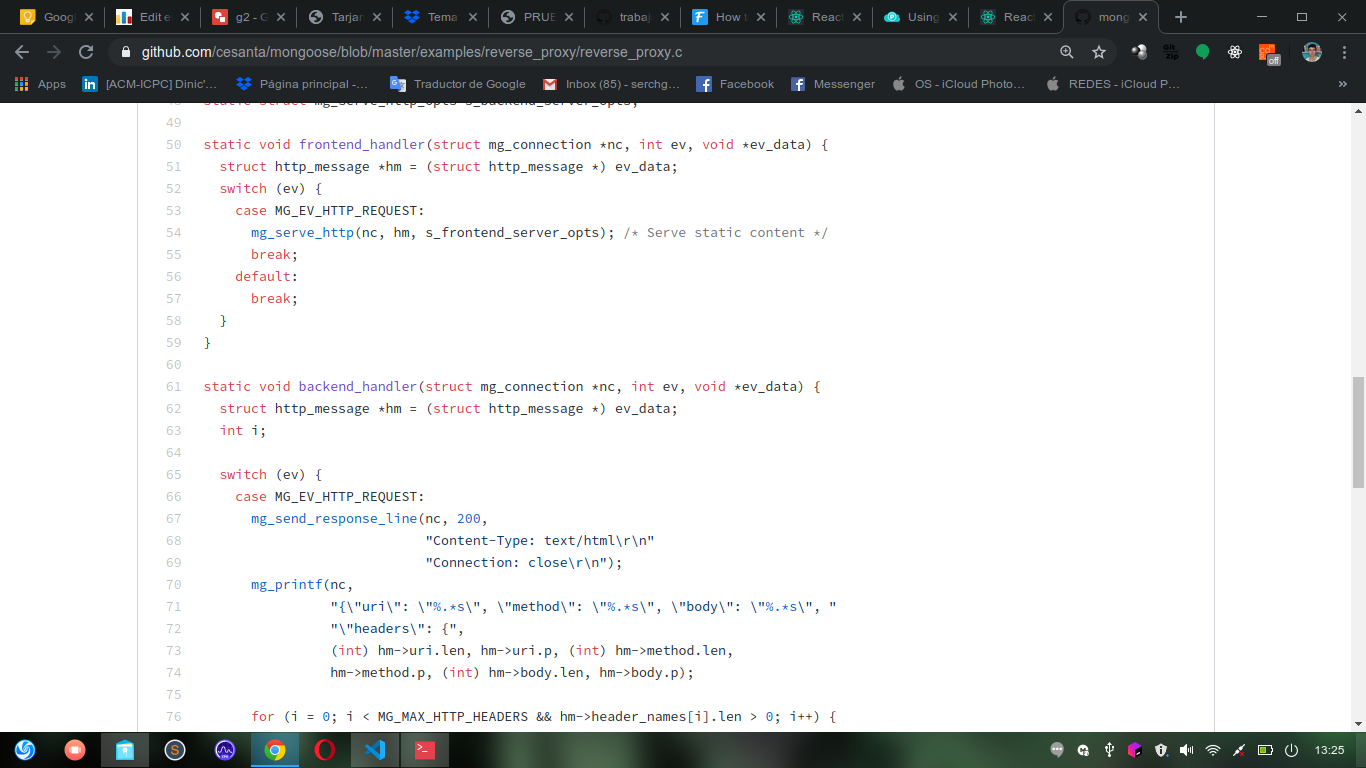 Googl
Edit e
g2 - G
Tarjan
Tema
PRUE
trabaj
How t
React
Using
React
mong
github.com/cesanta/mongoose/blob/master/examples/reverse_proxy/reverse_proxy.c
Apps
[ACM-ICPC] Dinic'...
Página principal -...
Traductor de Google
Inbox (85) - serchg...
Facebook
Messenger
OS - iCloud Photo...
REDES - iCloud P...
»
off
48 static struct mg_serve_http_opts s_backend_server_opts;
49
50 static void frontend_handler(struct mg_connection *nc, int ev, void *ev_data) {
51 struct http_message *hm = (struct http_message *) ev_data;
52 switch (ev) {
53 case MG_EV_HTTP_REQUEST:
54 mg_serve_http(nc, hm, s_frontend_server_opts); /* Serve static content */
55 break;
56 default:
57 break;
58 }
59 }
60
61 static void backend_handler(struct mg_connection *nc, int ev, void *ev_data) {
62 struct http_message *hm = (struct http_message *) ev_data;
63 int i;
64
65 switch (ev) {
66 case MG_EV_HTTP_REQUEST:
67 mg_send_response_line(nc, 200,
68 "Content-Type: text/html\r\n"
69 "Connection: close\r\n");
70 mg_printf(nc,
71 "{\"uri\": \"%.*s\", \"method\": \"%.*s\", \"body\": \"%.*s\", "
72 "\"headers\": {",
73 (int) hm->uri.len, hm->uri.p, (int) hm->method.len,
74 hm->method.p, (int) hm->body.len, hm->body.p);
75
76 for (i = 0; i < MG_MAX_HTTP_HEADERS && hm->header_names[i].len > 0; i++) {
13:25